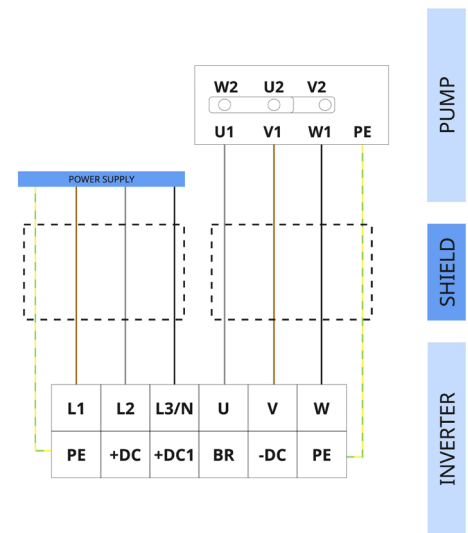 W2 U2 V2
U1 V1 W1 PE
PUMP
POWER SUPPLY
SHIELD
L1 L2 L3/N U V W
PE +DC +DC1 BR -DC PE
INVERTER